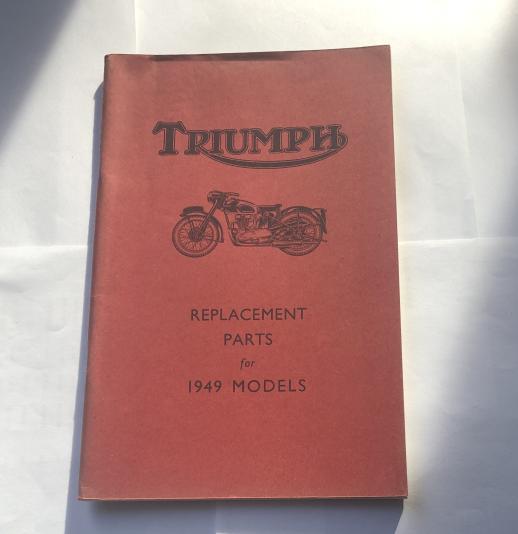 TRIUMPH
REPLACEMENT
PARTS
for
1949 MODELS